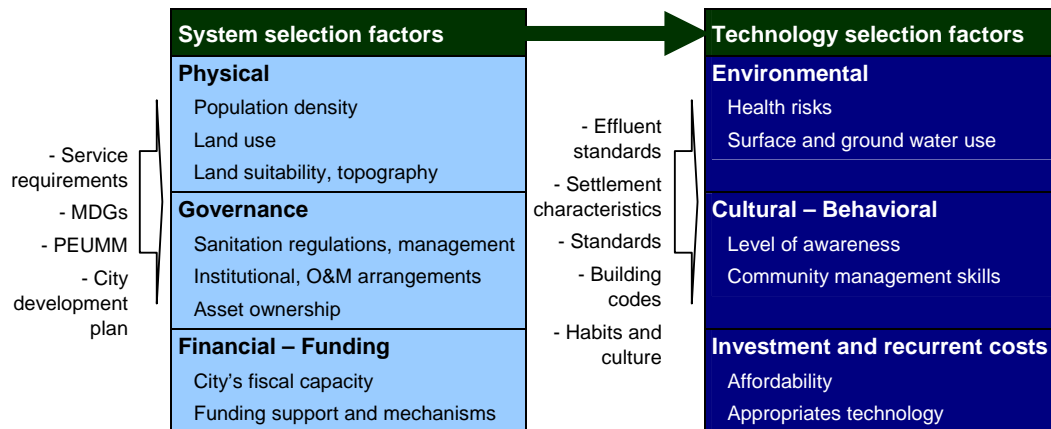 - Service
requirements
- MDGs
- PEUMM
- City
development
plan
System selection factors
Physical
Population density
Land use
Land suitability, topography
Governance
Sanitation regulations, management
Institutional, O&M arrangements
Asset ownership
Financial – Funding
City's fiscal capacity
Funding support and mechanisms
- Effluent
standards
- Settlement
characteristics
- Standards
- Building
codes
- Habits and
culture
Technology selection factors
Environmental
Health risks
Surface and ground water use
Cultural – Behavioral
Level of awareness
Community management skills
Investment and recurrent costs
Affordability
Appropriates technology